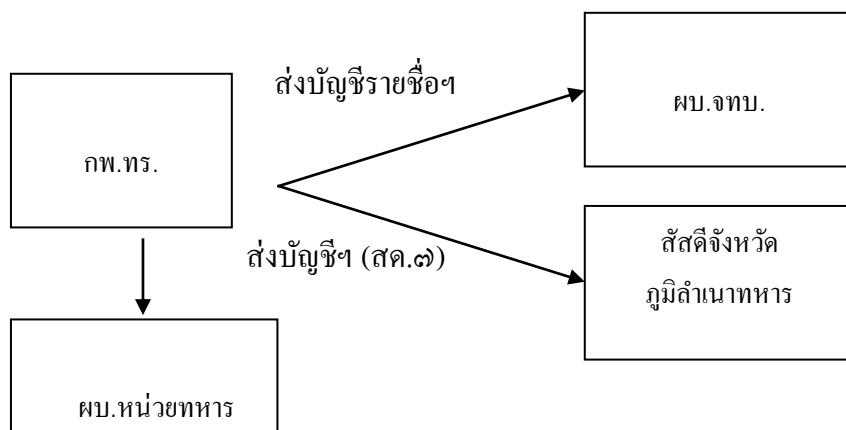 ส่งบัญชีรายชื่อฯ
ผบ.จทบ.
กพ.ทร.
ส่งบัญชีฯ (สด.๗)
สัสดีจังหวัด
ภูมิลำเนาทหาร
ผบ.หน่วยทหาร